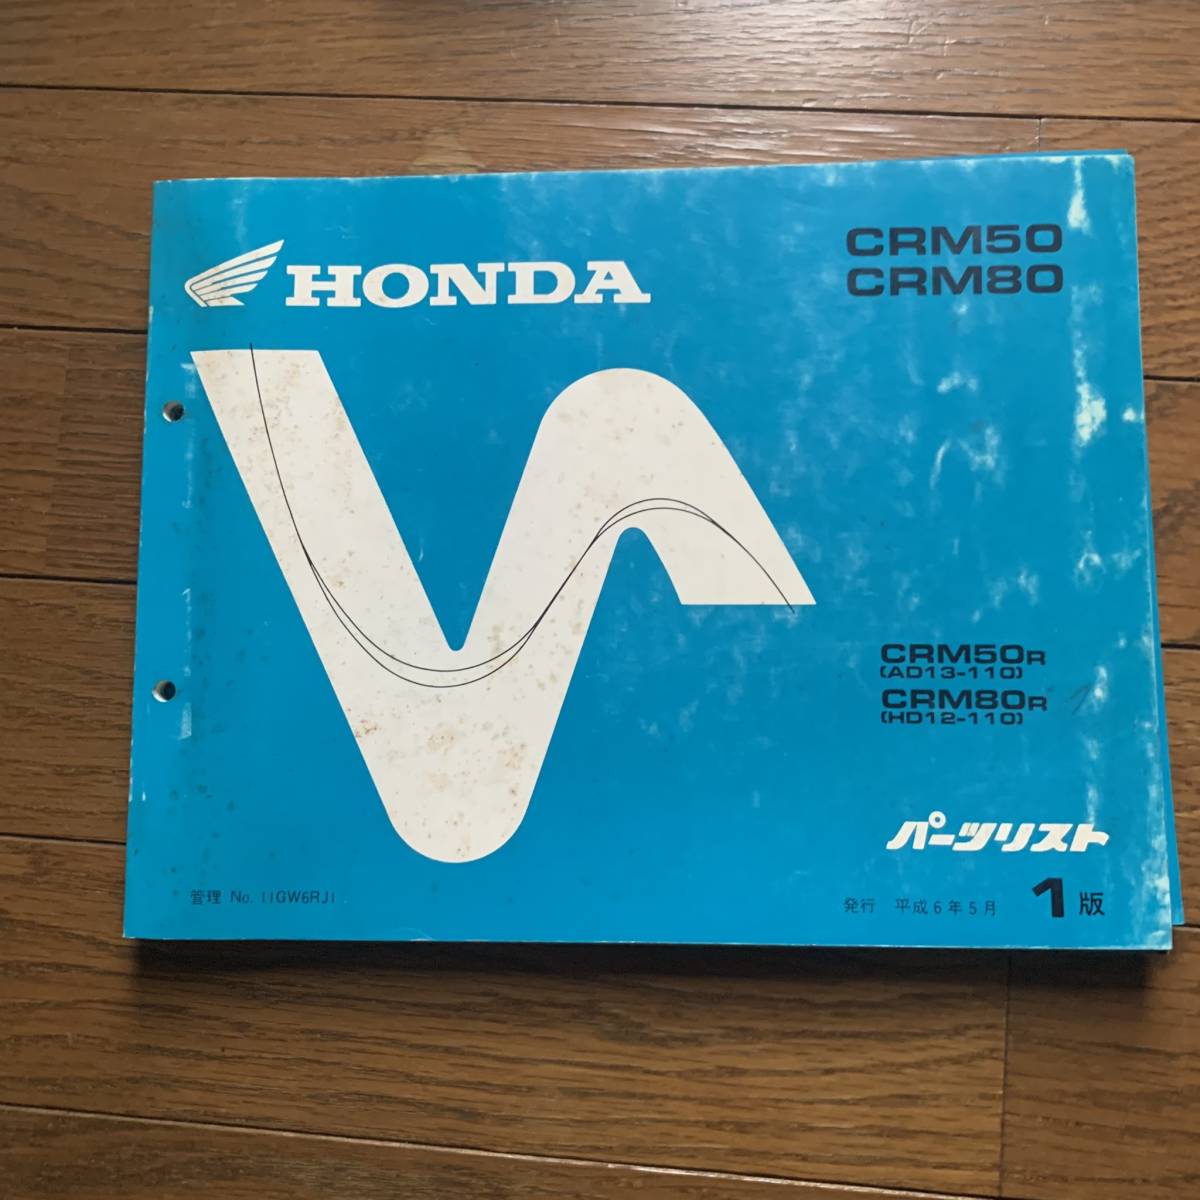 HONDA
CRM50
CRM80
CRM50R
(AD13-110)
CRM80R
(HD12-110)
パーツリスト
管理 No. 11GW6RJ1
発行 平成6年5月 1版